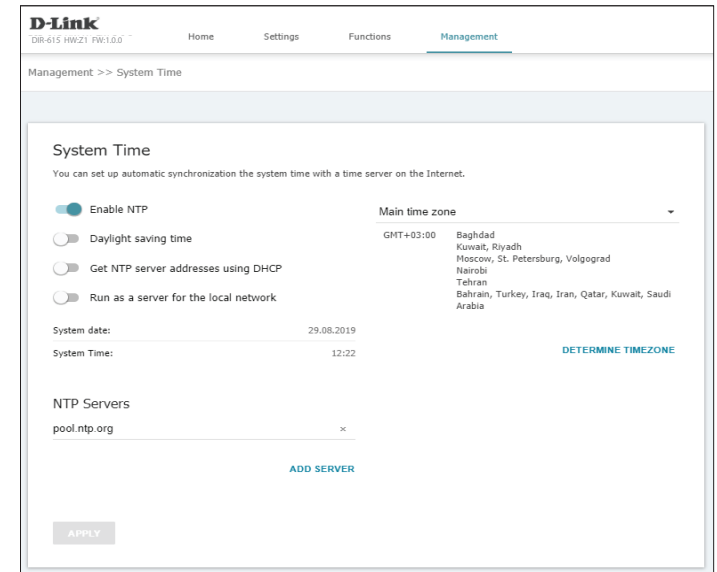 D-Link
DIR-615 HW:Z1 FW:1.0.0
Home
Settings
Functions
Management
Management >> System Time
System Time
You can set up automatic synchronization the system time with a time server on the Internet.
Enable NTP
Daylight saving time
Get NTP server addresses using DHCP
Run as a server for the local network
System date: 29.08.2019
System Time: 12:22
NTP Servers
pool.ntp.org ×
ADD SERVER
APPLY
Main time zone
GMT+03:00 Baghdad
Kuwait, Riyadh
Moscow, St. Petersburg, Volgograd
Nairobi
Tehran
Bahrain, Turkey, Iraq, Iran, Qatar, Kuwait, Saudi
Arabia
DETERMINE TIMEZONE